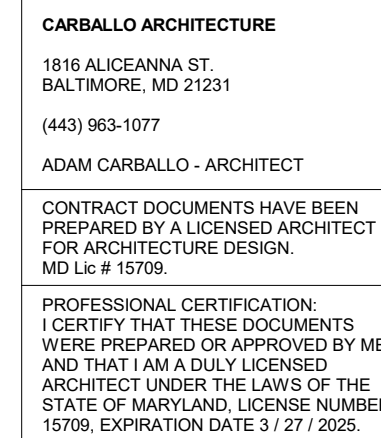 CARBALLO ARCHITECTURE
1816 ALICEANNA ST.
BALTIMORE, MD 21231
(443) 963-1077
ADAM CARBALLO - ARCHITECT
CONTRACT DOCUMENTS HAVE BEEN
PREPARED BY A LICENSED ARCHITECT
FOR ARCHITECTURE DESIGN.
MD Lic # 15709.
PROFESSIONAL CERTIFICATION:
I CERTIFY THAT THESE DOCUMENTS
WERE PREPARED OR APPROVED BY ME
AND THAT I AM A DULY LICENSED
ARCHITECT UNDER THE LAWS OF THE
STATE OF MARYLAND, LICENSE NUMBER
15709, EXPIRATION DATE 3 / 27 / 2025.